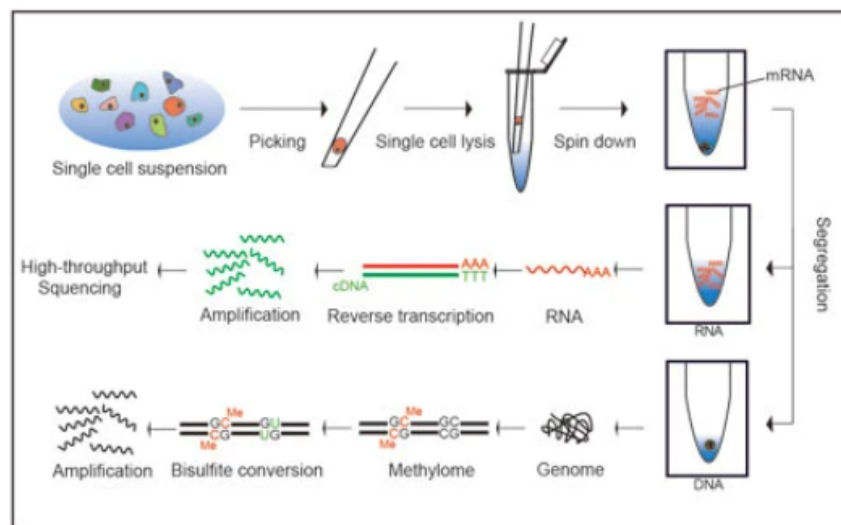 mRNA
Single cell suspension
Picking
Single cell lysis
Spin down
Segregation
High-throughput
Squencing
Amplification
cDNA
AAA
TTT
Reverse transcription
AAA
RNA
RNA
Amplification
Me
GC GU
CG UG
Me
Bisulfite conversion
Me
GC GC
CG CG
Me
Methylome
Genome
DNA